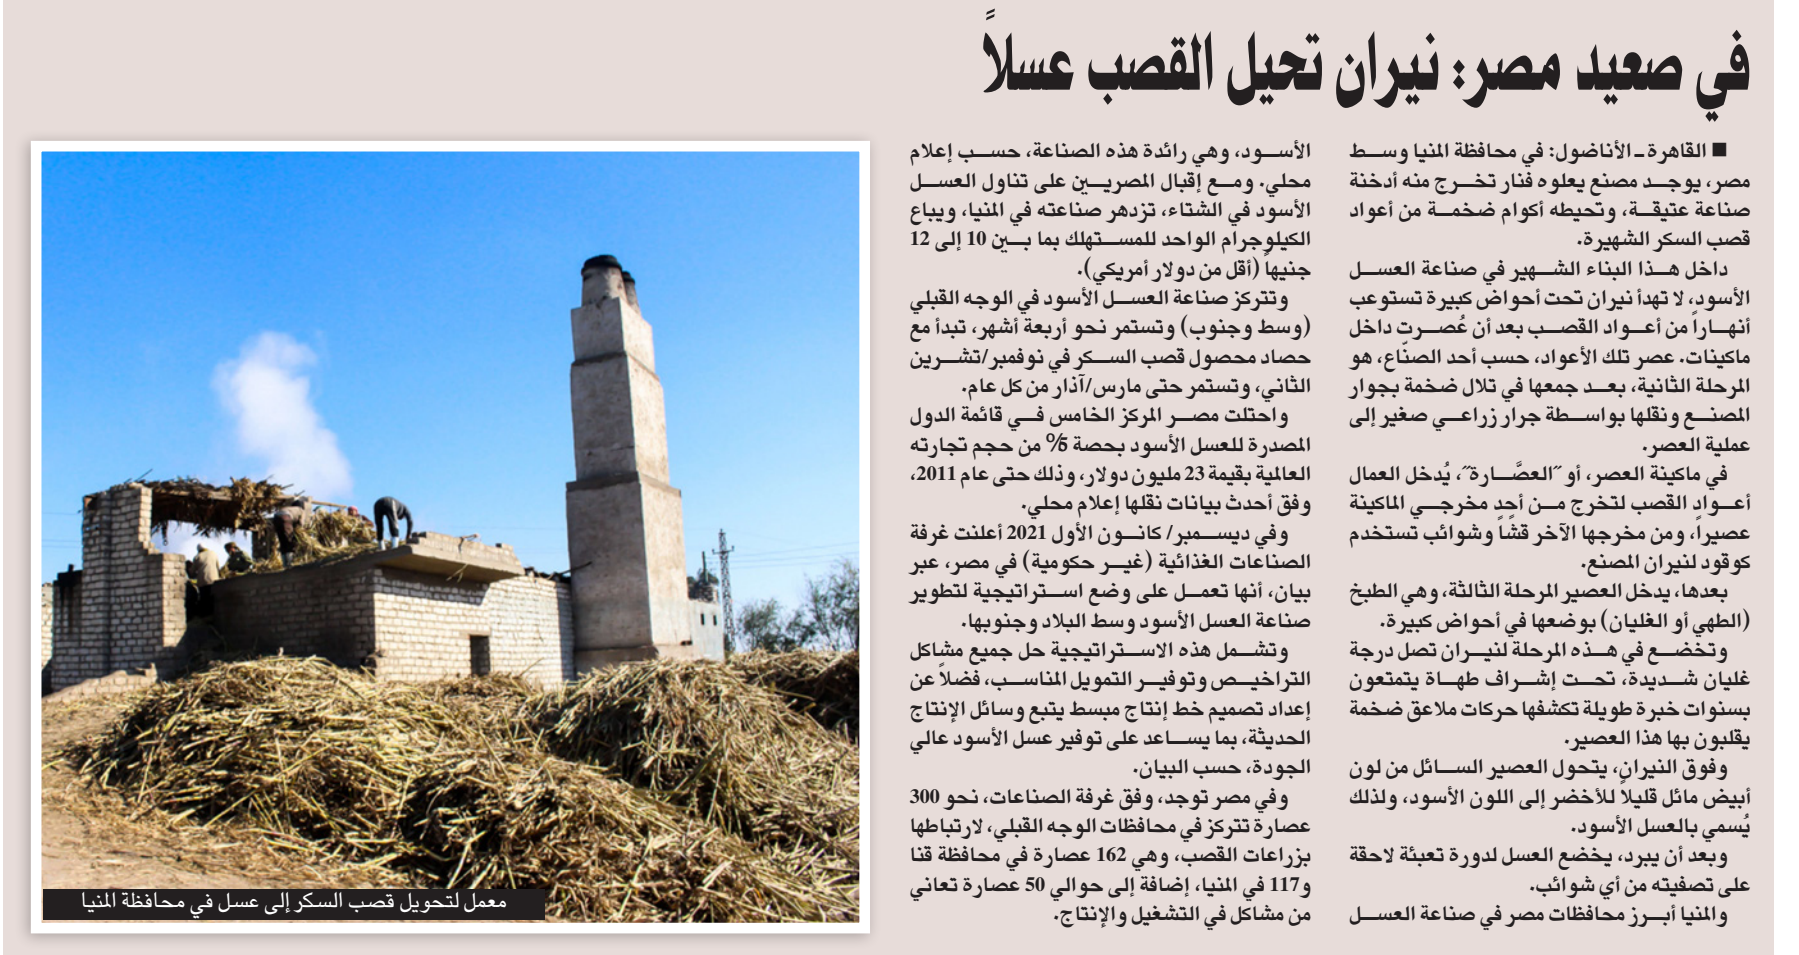 في صعيد مصر: نيران تحيل القصب عسلاً
■ القاهرة ـ الأناضول: في محافظة المنيا وسط
مصر، يوجد مصنع يعلوه فنار تخرج منه أدخنة
صناعة عتيقة، وتحيطه أكوام ضخمة من أعواد
قصب السكر الشهيرة.
داخل هذا البناء الشهير في صناعة العسل
الأسود، لا تهدأ نيران تحت أحواض كبيرة تستوعب
أنهاراً من أعواد القصب بعد أن عُصرت داخل
ماكينات. عصر تلك الأعواد، حسب أحد الصنّاع، هو
المرحلة الثانية، بعد جمعها في تلال ضخمة بجوار
المصنع ونقلها بواسطة جرار زراعي صغير إلى
عملية العصر.
في ماكينة العصر، أو ″العصَّارة″، يُدخل العمال
أعواد القصب لتخرج من أحد مخرجي الماكينة
عصيراً، ومن مخرجها الآخر قشاً وشوائب تستخدم
كوقود لنيران المصنع.
بعدها، يدخل العصير المرحلة الثالثة، وهي الطبخ
(الطهي أو الغليان) بوضعها في أحواض كبيرة.
وتخضع في هذه المرحلة لنيران تصل درجة
غليان شديدة، تحت إشراف طهاة يتمتعون
بسنوات خبرة طويلة تكشفها حركات ملاعق ضخمة
يقلبون بها هذا العصير.
وفوق النيران، يتحول العصير السائل من لون
أبيض مائل قليلاً للأخضر إلى اللون الأسود، ولذلك
يُسمي بالعسل الأسود.
وبعد أن يبرد، يخضع العسل لدورة تعبئة لاحقة
على تصفيته من أي شوائب.
والمنيا أبرز محافظات مصر في صناعة العسل
الأسود، وهي رائدة هذه الصناعة، حسب إعلام
محلي. ومع إقبال المصريين على تناول العسل
الأسود في الشتاء، تزدهر صناعته في المنيا، ويباع
الكيلوجرام الواحد للمستهلك بما بين 10 إلى 12
جنيهاً (أقل من دولار أمريكي).
وتتركز صناعة العسل الأسود في الوجه القبلي
(وسط وجنوب) وتستمر نحو أربعة أشهر، تبدأ مع
حصاد محصول قصب السكر في نوفمبر/تشرين
الثاني، وتستمر حتى مارس/آذار من كل عام.
واحتلت مصر المركز الخامس في قائمة الدول
المصدرة للعسل الأسود بحصة 5% من حجم تجارته
العالمية بقيمة 23 مليون دولار، وذلك حتى عام 2011،
وفق أحدث بيانات نقلها إعلام محلي.
وفي ديسمبر/ كانون الأول 2021 أعلنت غرفة
الصناعات الغذائية (غير حكومية) في مصر، عبر
بيان، أنها تعمل على وضع استراتيجية لتطوير
صناعة العسل الأسود وسط البلاد وجنوبها.
وتشمل هذه الاستراتيجية حل جميع مشاكل
التراخيص وتوفير التمويل المناسب، فضلاً عن
إعداد تصميم خط إنتاج مبسط يتبع وسائل الإنتاج
الحديثة، بما يساعد على توفير عسل الأسود عالي
الجودة، حسب البيان.
وفي مصر توجد، وفق غرفة الصناعات، نحو 300
عصارة تتركز في محافظات الوجه القبلي، لارتباطها
بزراعات القصب، وهي 162 عصارة في محافظة قنا
و117 في المنيا، إضافة إلى حوالي 50 عصارة تعاني
من مشاكل في التشغيل والإنتاج.
معمل لتحويل قصب السكر إلى عسل في محافظة المنيا